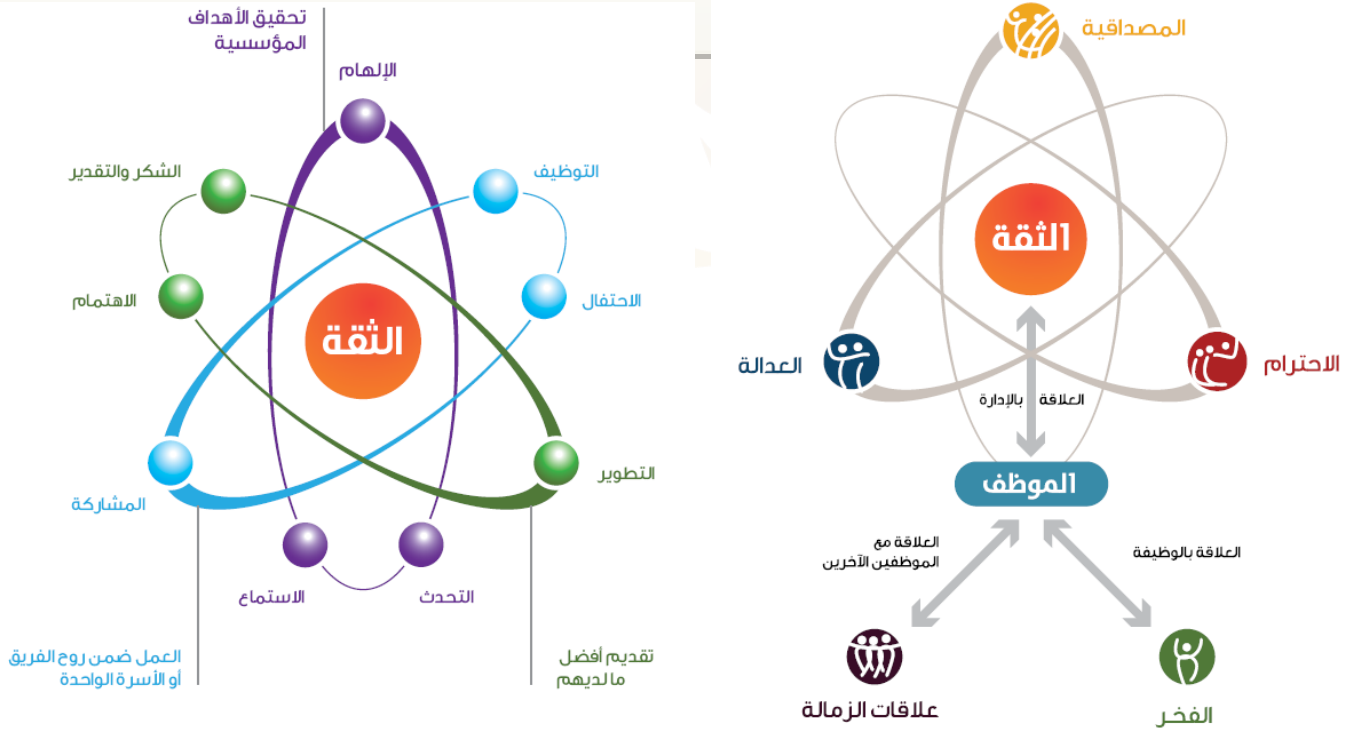 تحقيق الأهداف
المؤسسية
الإلهام
الشكر والتقدير
التوظيف
الاهتمام
الاحتفال
الثقة
التطوير
المشاركة
الاستماع
التحدث
العمل ضمن روح الفريق
أو الأسرة الواحدة
تقديم أفضل
ما لديهم
المصداقية
الثقة
العدالة
الاحترام
العلاقة بالإدارة
الموظف
العلاقة مع
الموظفين الآخرين
العلاقة بالوظيفة
علاقات الزمالة
الفخر